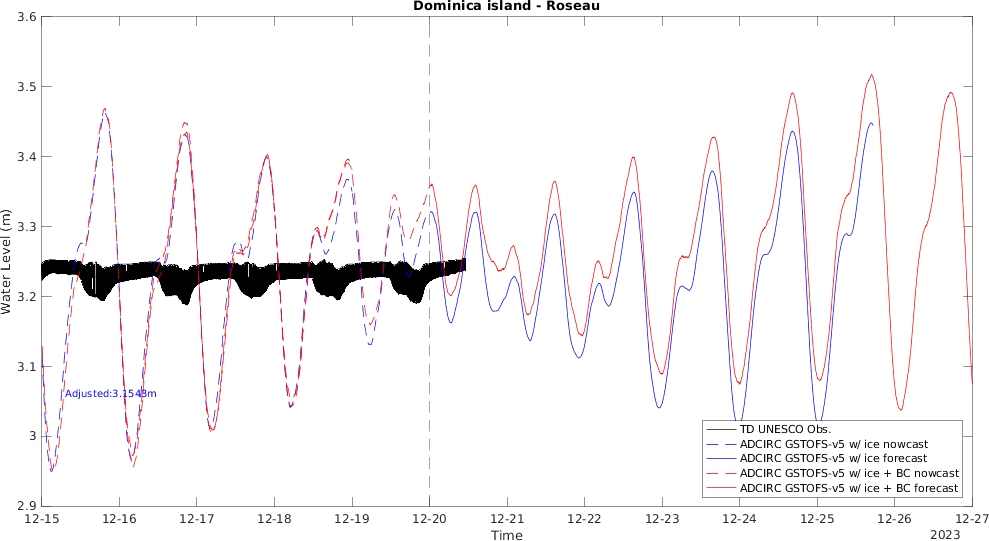 Dominica island - Roseau
3.6
3.5
3.4
3.3
3.2
3.1
3
2.9
Water Level (m)
Adjusted:3.1543m
TD UNESCO Obs.
ADCIRC GSTOFS-v5 w/ ice nowcast
ADCIRC GSTOFS-v5 w/ ice forecast
ADCIRC GSTOFS-v5 w/ ice + BC nowcast
ADCIRC GSTOFS-v5 w/ ice + BC forecast
12-15 12-16 12-17 12-18 12-19 12-20 12-21 12-22 12-23 12-24 12-25 12-26 12-27
Time
2023